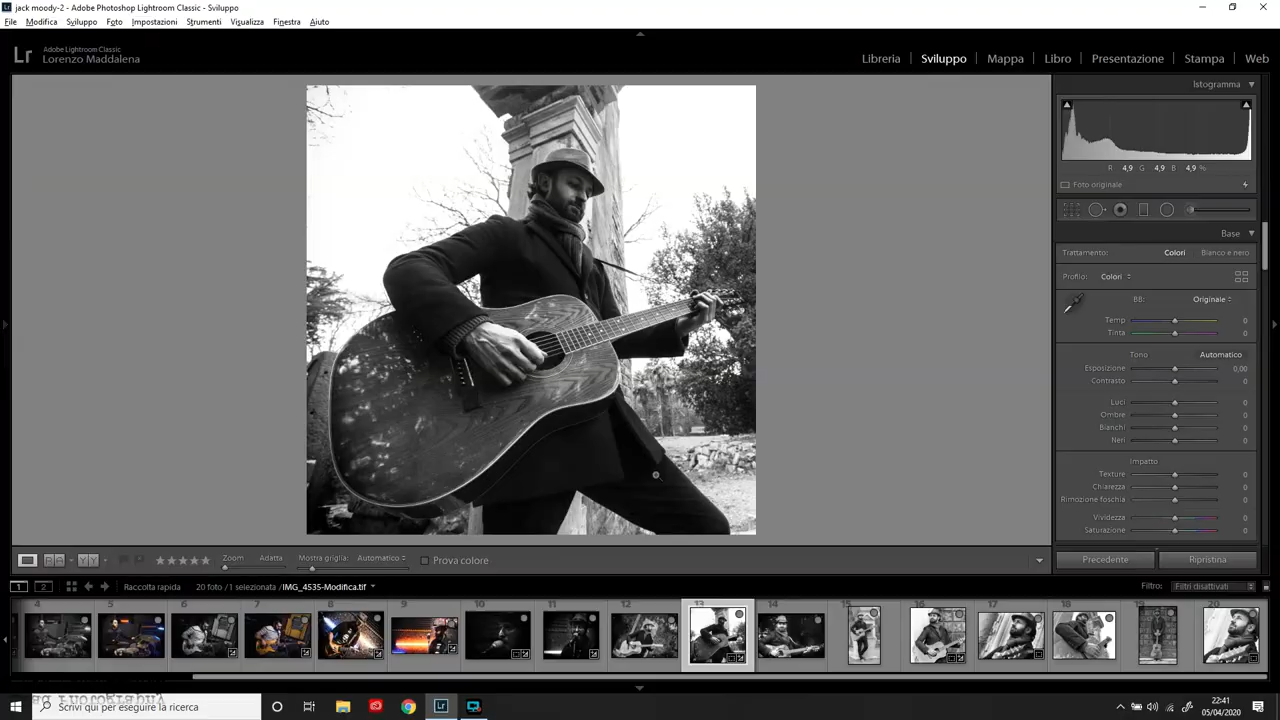 jack moody-2 - Adobe Photoshop Lightroom Classic - Sviluppo
File Modifica Sviluppo Foto Impostazioni Strumenti Visualizza Finestra Aiuto
Lr Adobe Lightroom Classic
Lorenzo Maddalena
Libreria | Sviluppo | Mappa | Libro | Presentazione | Stampa | Web
Istogramma
R 4,9 G 4,9 B 4,9 %
Foto originale
Base
Trattamento: Colori Bianco e nero
Profilo: Colori
BB: Originale
Temp 0
Tinta 0
Tono Automatico
Esposizione 0,00
Contrasto 0
Luci 0
Ombre 0
Bianchi 0
Neri 0
Impatto
Texture 0
Chiarezza 0
Rimozione foschia 0
Vividezza 0
Saturazione 0
Precedente Ripristina
Zoom Adatta Mostra griglia: Automatico Prova colore
1 2 Raccolta rapida 20 foto /1 selezionata /IMG_4535-Modifica.tif Filtro: Filtri disattivati
4 5 6 7 8 9 10 11 12 13 14 15 16 17 18 19 20
Scrivi qui per eseguire la ricerca
Lr
22:41
05/04/2020